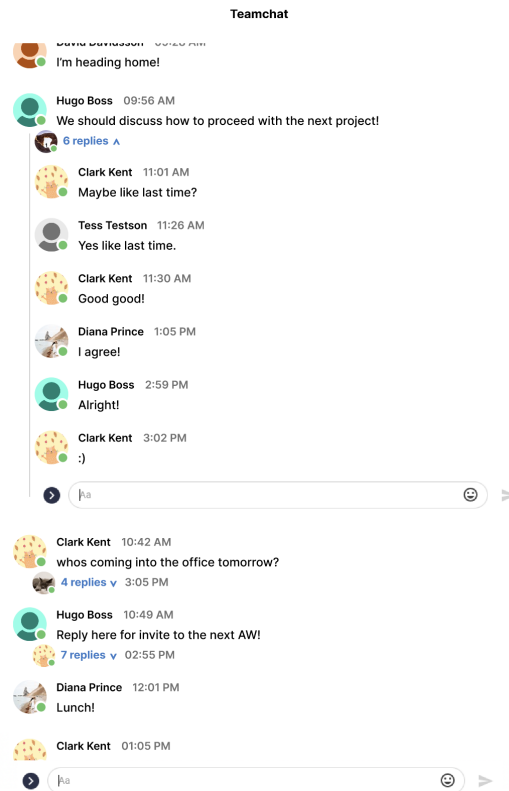 Teamchat
David Davidsson 09:28 AM
I'm heading home!
Hugo Boss 09:56 AM
We should discuss how to proceed with the next project!
6 replies
Clark Kent 11:01 AM
Maybe like last time?
Tess Testson 11:26 AM
Yes like last time.
Clark Kent 11:30 AM
Good good!
Diana Prince 1:05 PM
I agree!
Hugo Boss 2:59 PM
Alright!
Clark Kent 3:02 PM
:)
Aa
Clark Kent 10:42 AM
whos coming into the office tomorrow?
4 replies 3:05 PM
Hugo Boss 10:49 AM
Reply here for invite to the next AW!
7 replies 02:55 PM
Diana Prince 12:01 PM
Lunch!
Clark Kent 01:05 PM
Aa